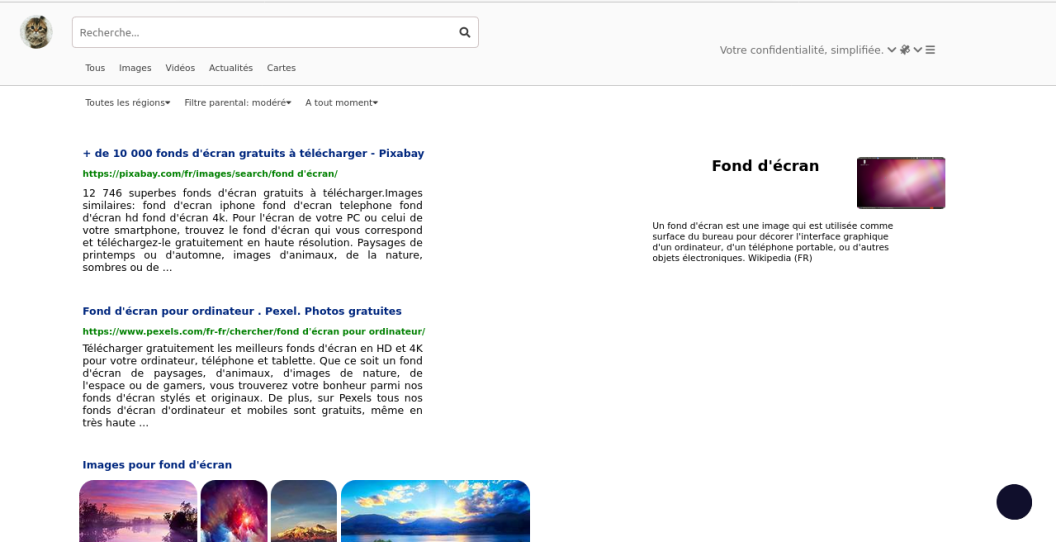 Recherche...
Votre confidentialité, simplifiée.
Tous Images Vidéos Actualités Cartes
Toutes les régions Filtre parental: modéré A tout moment
+ de 10 000 fonds d'écran gratuits à télécharger - Pixabay
https://pixabay.com/fr/images/search/fond d'écran/
12 746 superbes fonds d'écran gratuits à télécharger.Images
similaires: fond d'ecran iphone fond d'ecran telephone fond
d'écran hd fond d'écran 4k. Pour l'écran de votre PC ou celui de
votre smartphone, trouvez le fond d'écran qui vous correspond
et téléchargez-le gratuitement en haute résolution. Paysages de
printemps ou d'automne, images d'animaux, de la nature,
sombres ou de ...
Fond d'écran pour ordinateur . Pexel. Photos gratuites
https://www.pexels.com/fr-fr/chercher/fond d'écran pour ordinateur/
Télécharger gratuitement les meilleurs fonds d'écran en HD et 4K
pour votre ordinateur, téléphone et tablette. Que ce soit un fond
d'écran de paysages, d'animaux, d'images de nature, de
l'espace ou de gamers, vous trouverez votre bonheur parmi nos
fonds d'écran stylés et originaux. De plus, sur Pexels tous nos
fonds d'écran d'ordinateur et mobiles sont gratuits, même en
très haute ...
Images pour fond d'écran
Fond d'écran
Un fond d'écran est une image qui est utilisée comme
surface du bureau pour décorer l'interface graphique
d'un ordinateur, d'un téléphone portable, ou d'autres
objets électroniques. Wikipedia (FR)